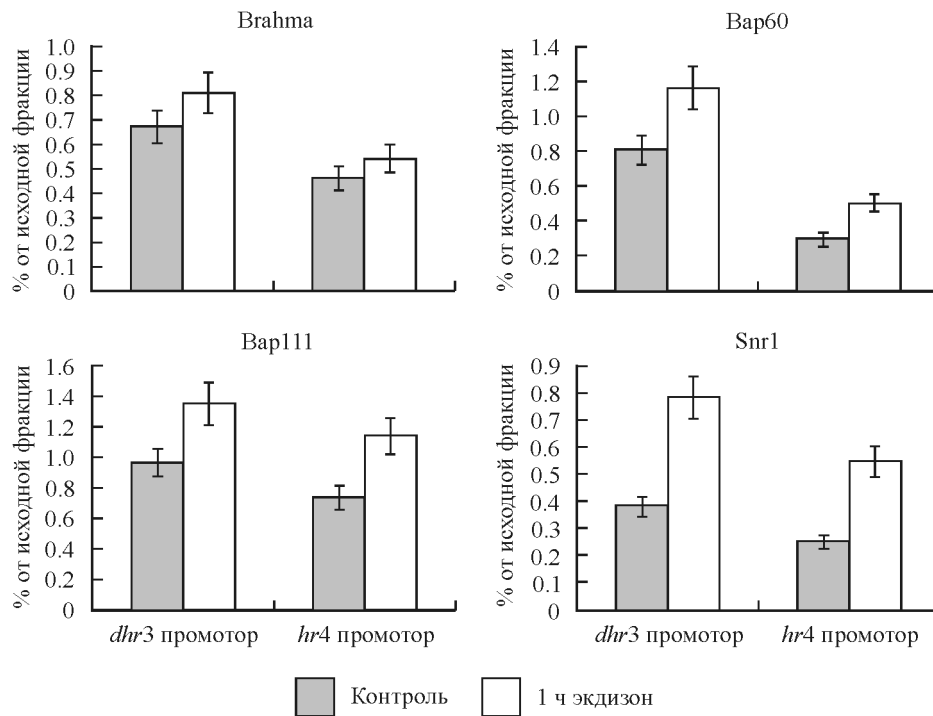 Brahma
% от исходной фракции
1.0
0.9
0.8
0.7
0.6
0.5
0.4
0.3
0.2
0.1
0
Bap60
% от исходной фракции
1.4
1.2
1.0
0.8
0.6
0.4
0.2
0
Bap111
% от исходной фракции
1.6
1.4
1.2
1.0
0.8
0.6
0.4
0.2
0
dhr3 промотор
hr4 промотор
Snr1
% от исходной фракции
0.9
0.8
0.7
0.6
0.5
0.4
0.3
0.2
0.1
0
dhr3 промотор
hr4 промотор
Контроль
1 ч экдизон